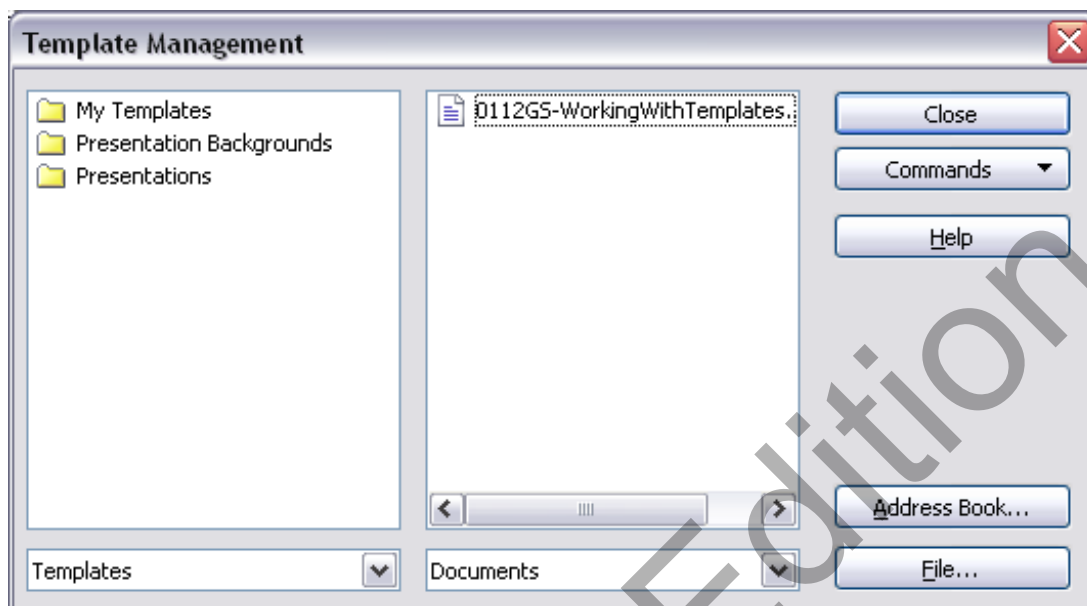 Template Management
My Templates
Presentation Backgrounds
Presentations
0112GS-WorkingWithTemplates..
Close
Commands
Help
Address Book...
Templates
Documents
File...
Edition